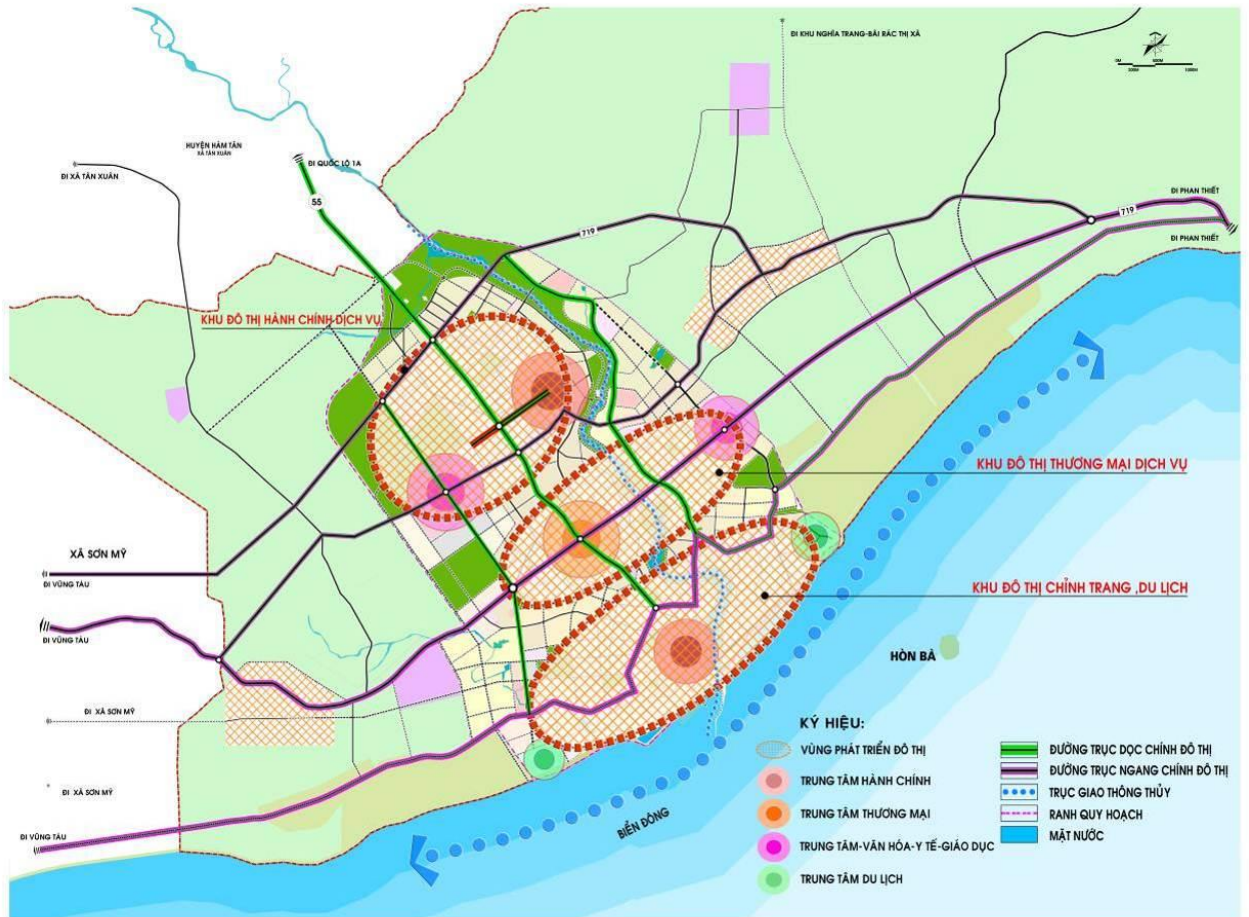 ĐI KHU NGHĨA TRANG-BÃI RÁC THỊ XÃ
0M
500M
HUYỆN HÀM TÂN
XÃ TÂN XUÂN
ĐI QUỐC LỘ 1A
ĐI XÃ TÂN XUÂN
55
719
ĐI PHAN THIẾT
719
ĐI PHAN THIẾT
KHU ĐÔ THỊ HÀNH CHÍNH DỊCH VỤ
KHU ĐÔ THỊ THƯƠNG MẠI DỊCH VỤ
XÃ SƠN MỸ
ĐI VŨNG TÀU
KHU ĐÔ THỊ CHỈNH TRANG ,DU LỊCH
ĐI VŨNG TÀU
HÒN BÀ
ĐI XÃ SƠN MỸ
ĐI XÃ SƠN MỸ
ĐI VŨNG TÀU
BIỂN ĐÔNG
KÝ HIỆU:
VÙNG PHÁT TRIỂN ĐÔ THỊ
TRUNG TÂM HÀNH CHÍNH
TRUNG TÂM THƯƠNG MẠI
TRUNG TÂM-VĂN HÓA-Y TẾ-GIÁO DỤC
TRUNG TÂM DU LỊCH
ĐƯỜNG TRỤC DỌC CHÍNH ĐÔ THỊ
ĐƯỜNG TRỤC NGANG CHÍNH ĐÔ THỊ
TRỤC GIAO THÔNG THỦY
RANH QUY HOẠCH
MẶT NƯỚC